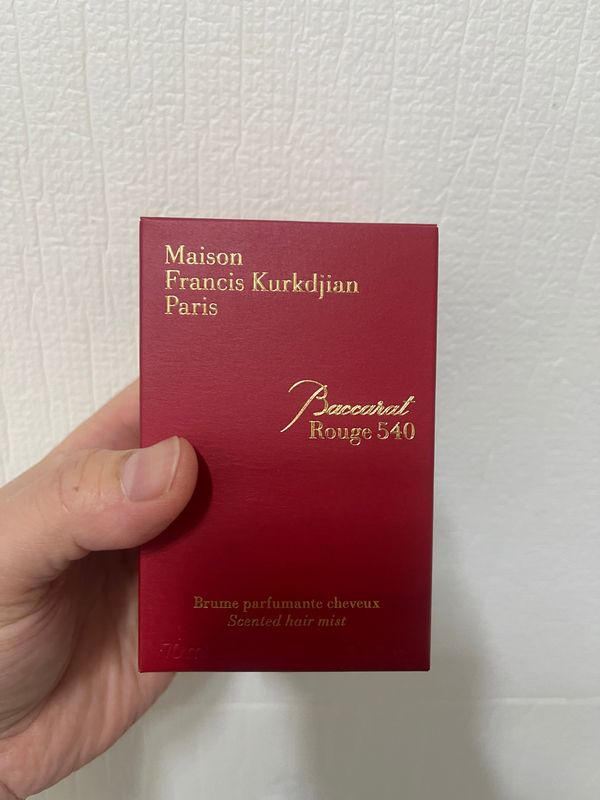 Maison
Francis Kurkdjian
Paris
Baccarat
Rouge 540
Brume parfumante cheveux
Scented hair mist